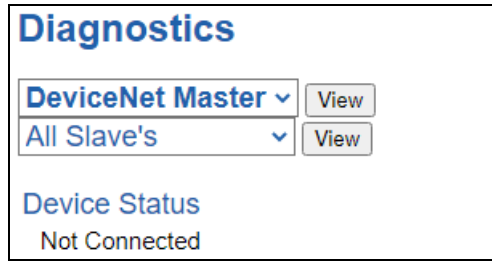 Diagnostics
DeviceNet Master View
All Slave's View
Device Status
Not Connected